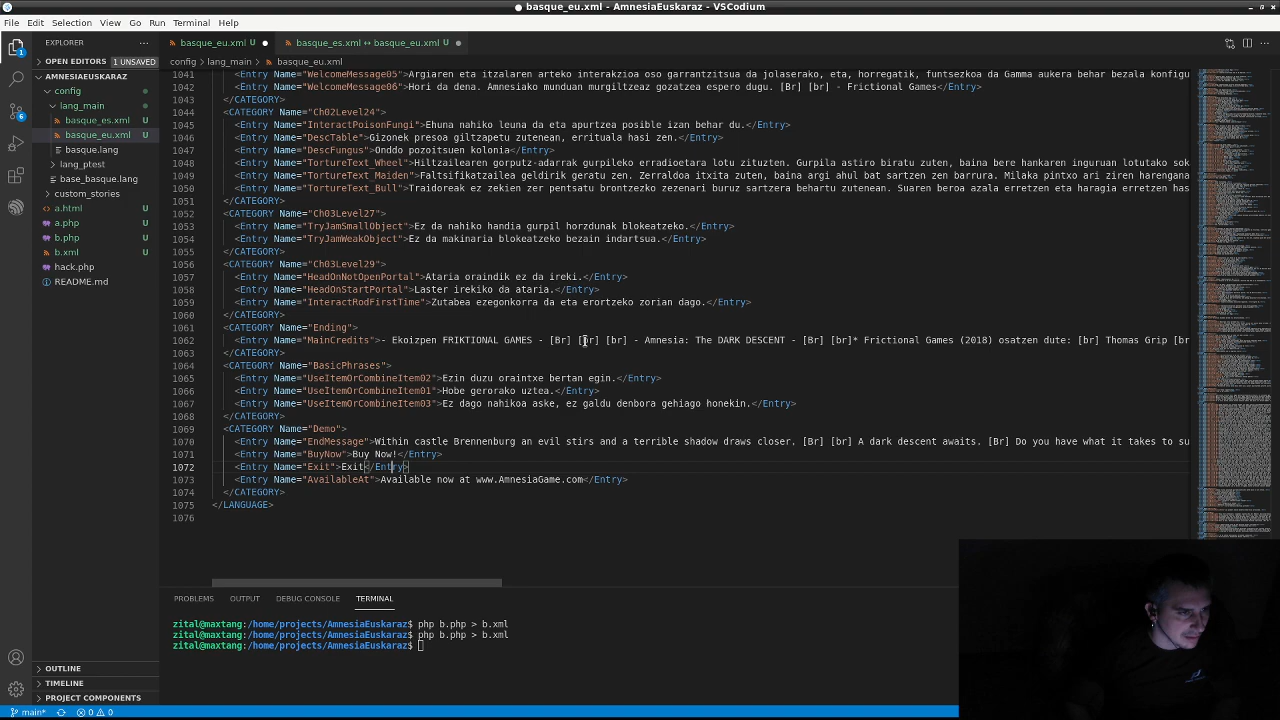 basque_eu.xml - AmnesiaEuskaraz - VSCodium
File Edit Selection View Go Run Terminal Help
EXPLORER
basque_eu.xml U
basque_es.xml ↔ basque_eu.xml U
OPEN EDITORS 1 UNSAVED
config > lang_main > basque_eu.xml
AMNESIAEUSKARAZ
config
lang_main
basque_es.xml U
basque_eu.xml U
basque.lang U
lang_ptest
base_basque.lang
custom_stories
a.html U
a.php U
b.php U
b.xml U
hack.php
README.md
OUTLINE
TIMELINE
PROJECT COMPONENTS
1041 <Entry Name="WelcomeMessage05">Argiaren eta itzalaren arteko interakzioa oso garrantzitsua da jolaserako, eta, horregatik, funtsezkoa da Gamma aukera behar bezala konfigu
1042 <Entry Name="WelcomeMessage06">Hori da dena. Amnesiako munduan murgiltzeaz gozatzea espero dugu. [Br] [br] - Frictional Games</Entry>
1043 </CATEGORY>
1044 <CATEGORY Name="Ch02Level24">
1045 <Entry Name="InteractPoisonFungi">Ehuna nahiko leuna da eta apurtzea posible izan behar du.</Entry>
1046 <Entry Name="DescTable">Gizonek presoa giltzapetu zutenean, errituala hasi zen.</Entry>
1047 <Entry Name="DescFungus">Onddo pozoitsuen kolonia</Entry>
1048 <Entry Name="TortureText_Wheel">Hiltzailearen gorputz-adarrak gurpileko erradioetara lotu zituzten. Gurpila astiro biratu zuten, baina bere hankaren inguruan lotutako sok
1049 <Entry Name="TortureText_Maiden">Faltsifikatzailea geldirik geratu zen. Zerraldoa itxita zuten, baina argi ahul bat sartzen zen barrura. Milaka pintxo ari ziren harengana
1050 <Entry Name="TortureText_Bull">Traidoreak ez zekien zer pentsatu brontzezko zezenari buruz sartzera behartu zutenean. Suaren beroa azala erretzen eta haragia erretzen has
1051 </CATEGORY>
1052 <CATEGORY Name="Ch03Level27">
1053 <Entry Name="TryJamSmallObject">Ez da nahiko handia gurpil horzdunak blokeatzeko.</Entry>
1054 <Entry Name="TryJamWeakObject">Ez da makinaria blokeatzeko bezain indartsua.</Entry>
1055 </CATEGORY>
1056 <CATEGORY Name="Ch03Level29">
1057 <Entry Name="HeadOnNotOpenPortal">Ataria oraindik ez da ireki.</Entry>
1058 <Entry Name="HeadOnStartPortal">Laster irekiko da ataria.</Entry>
1059 <Entry Name="InteractRodFirstTime">Zutabea ezegonkorra da eta erortzeko zorian dago.</Entry>
1060 </CATEGORY>
1061 <CATEGORY Name="Ending">
1062 <Entry Name="MainCredits">- Ekoizpen FRIKTIONAL GAMES - [Br] [br] [br] - Amnesia: The DARK DESCENT - [Br] [br]* Frictional Games (2018) osatzen dute: [br] Thomas Grip [br
1063 </CATEGORY>
1064 <CATEGORY Name="BasicPhrases">
1065 <Entry Name="UseItemOrCombineItem02">Ezin duzu oraintxe bertan egin.</Entry>
1066 <Entry Name="UseItemOrCombineItem01">Hobe gerorako uztea.</Entry>
1067 <Entry Name="UseItemOrCombineItem03">Ez dago nahikoa aske, ez galdu denbora gehiago honekin.</Entry>
1068 </CATEGORY>
1069 <CATEGORY Name="Demo">
1070 <Entry Name="EndMessage">Within castle Brennenburg an evil stirs and a terrible shadow draws closer. [Br] [br] A dark descent awaits. [Br] Do you have what it takes to su
1071 <Entry Name="BuyNow">Buy Now!</Entry>
1072 <Entry Name="Exit">Exit</Entry>
1073 <Entry Name="AvailableAt">Available now at www.AmnesiaGame.com</Entry>
1074 </CATEGORY>
1075 </LANGUAGE>
1076
PROBLEMS OUTPUT DEBUG CONSOLE TERMINAL
zital@maxtang:/home/projects/AmnesiaEuskaraz$ php b.php > b.xml
zital@maxtang:/home/projects/AmnesiaEuskaraz$ php b.php > b.xml
zital@maxtang:/home/projects/AmnesiaEuskaraz$
main* 0 0